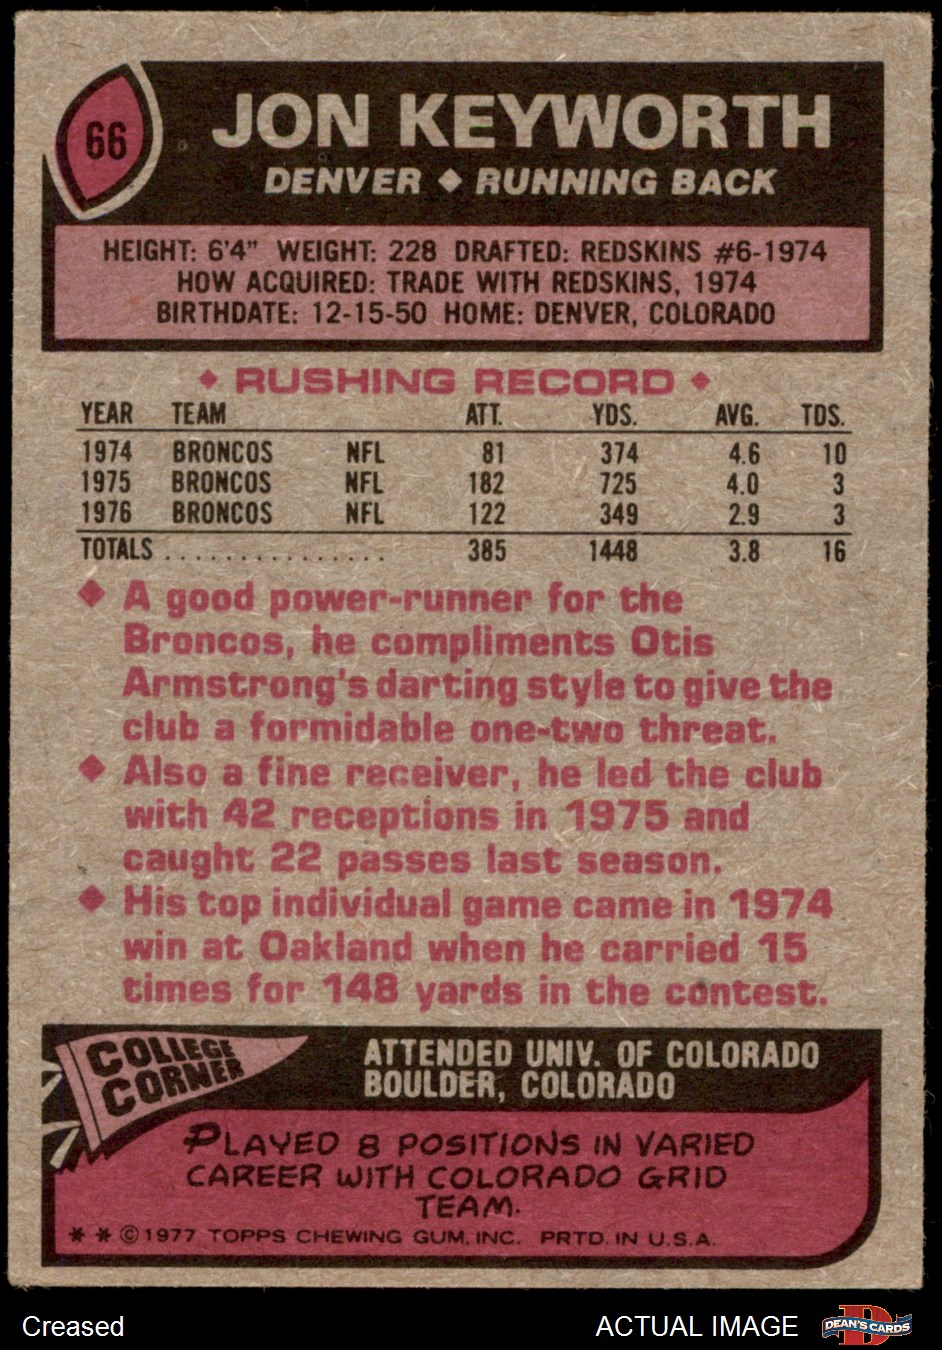 66
JON KEYWORTH
DENVER ◆ RUNNING BACK
HEIGHT: 6'4" WEIGHT: 228 DRAFTED: REDSKINS #6-1974
HOW ACQUIRED: TRADE WITH REDSKINS, 1974
BIRTHDATE: 12-15-50 HOME: DENVER, COLORADO
◆ RUSHING RECORD ◆
YEAR TEAM ATT. YDS. AVG. TDS.
1974 BRONCOS NFL 81 374 4.6 10
1975 BRONCOS NFL 182 725 4.0 3
1976 BRONCOS NFL 122 349 2.9 3
TOTALS . . . . . . . . . . . . . . . 385 1448 3.8 16
◆ A good power-runner for the
Broncos, he compliments Otis
Armstrong's darting style to give the
club a formidable one-two threat.
◆ Also a fine receiver, he led the club
with 42 receptions in 1975 and
caught 22 passes last season.
◆ His top individual game came in 1974
win at Oakland when he carried 15
times for 148 yards in the contest.
COLLEGE
CORNER
ATTENDED UNIV. OF COLORADO
BOULDER, COLORADO
PLAYED 8 POSITIONS IN VARIED
CAREER WITH COLORADO GRID
TEAM.
* * © 1977 TOPPS CHEWING GUM, INC. PRTD. IN U.S.A.
Creased
ACTUAL IMAGE
D
DEAN'S CARDS